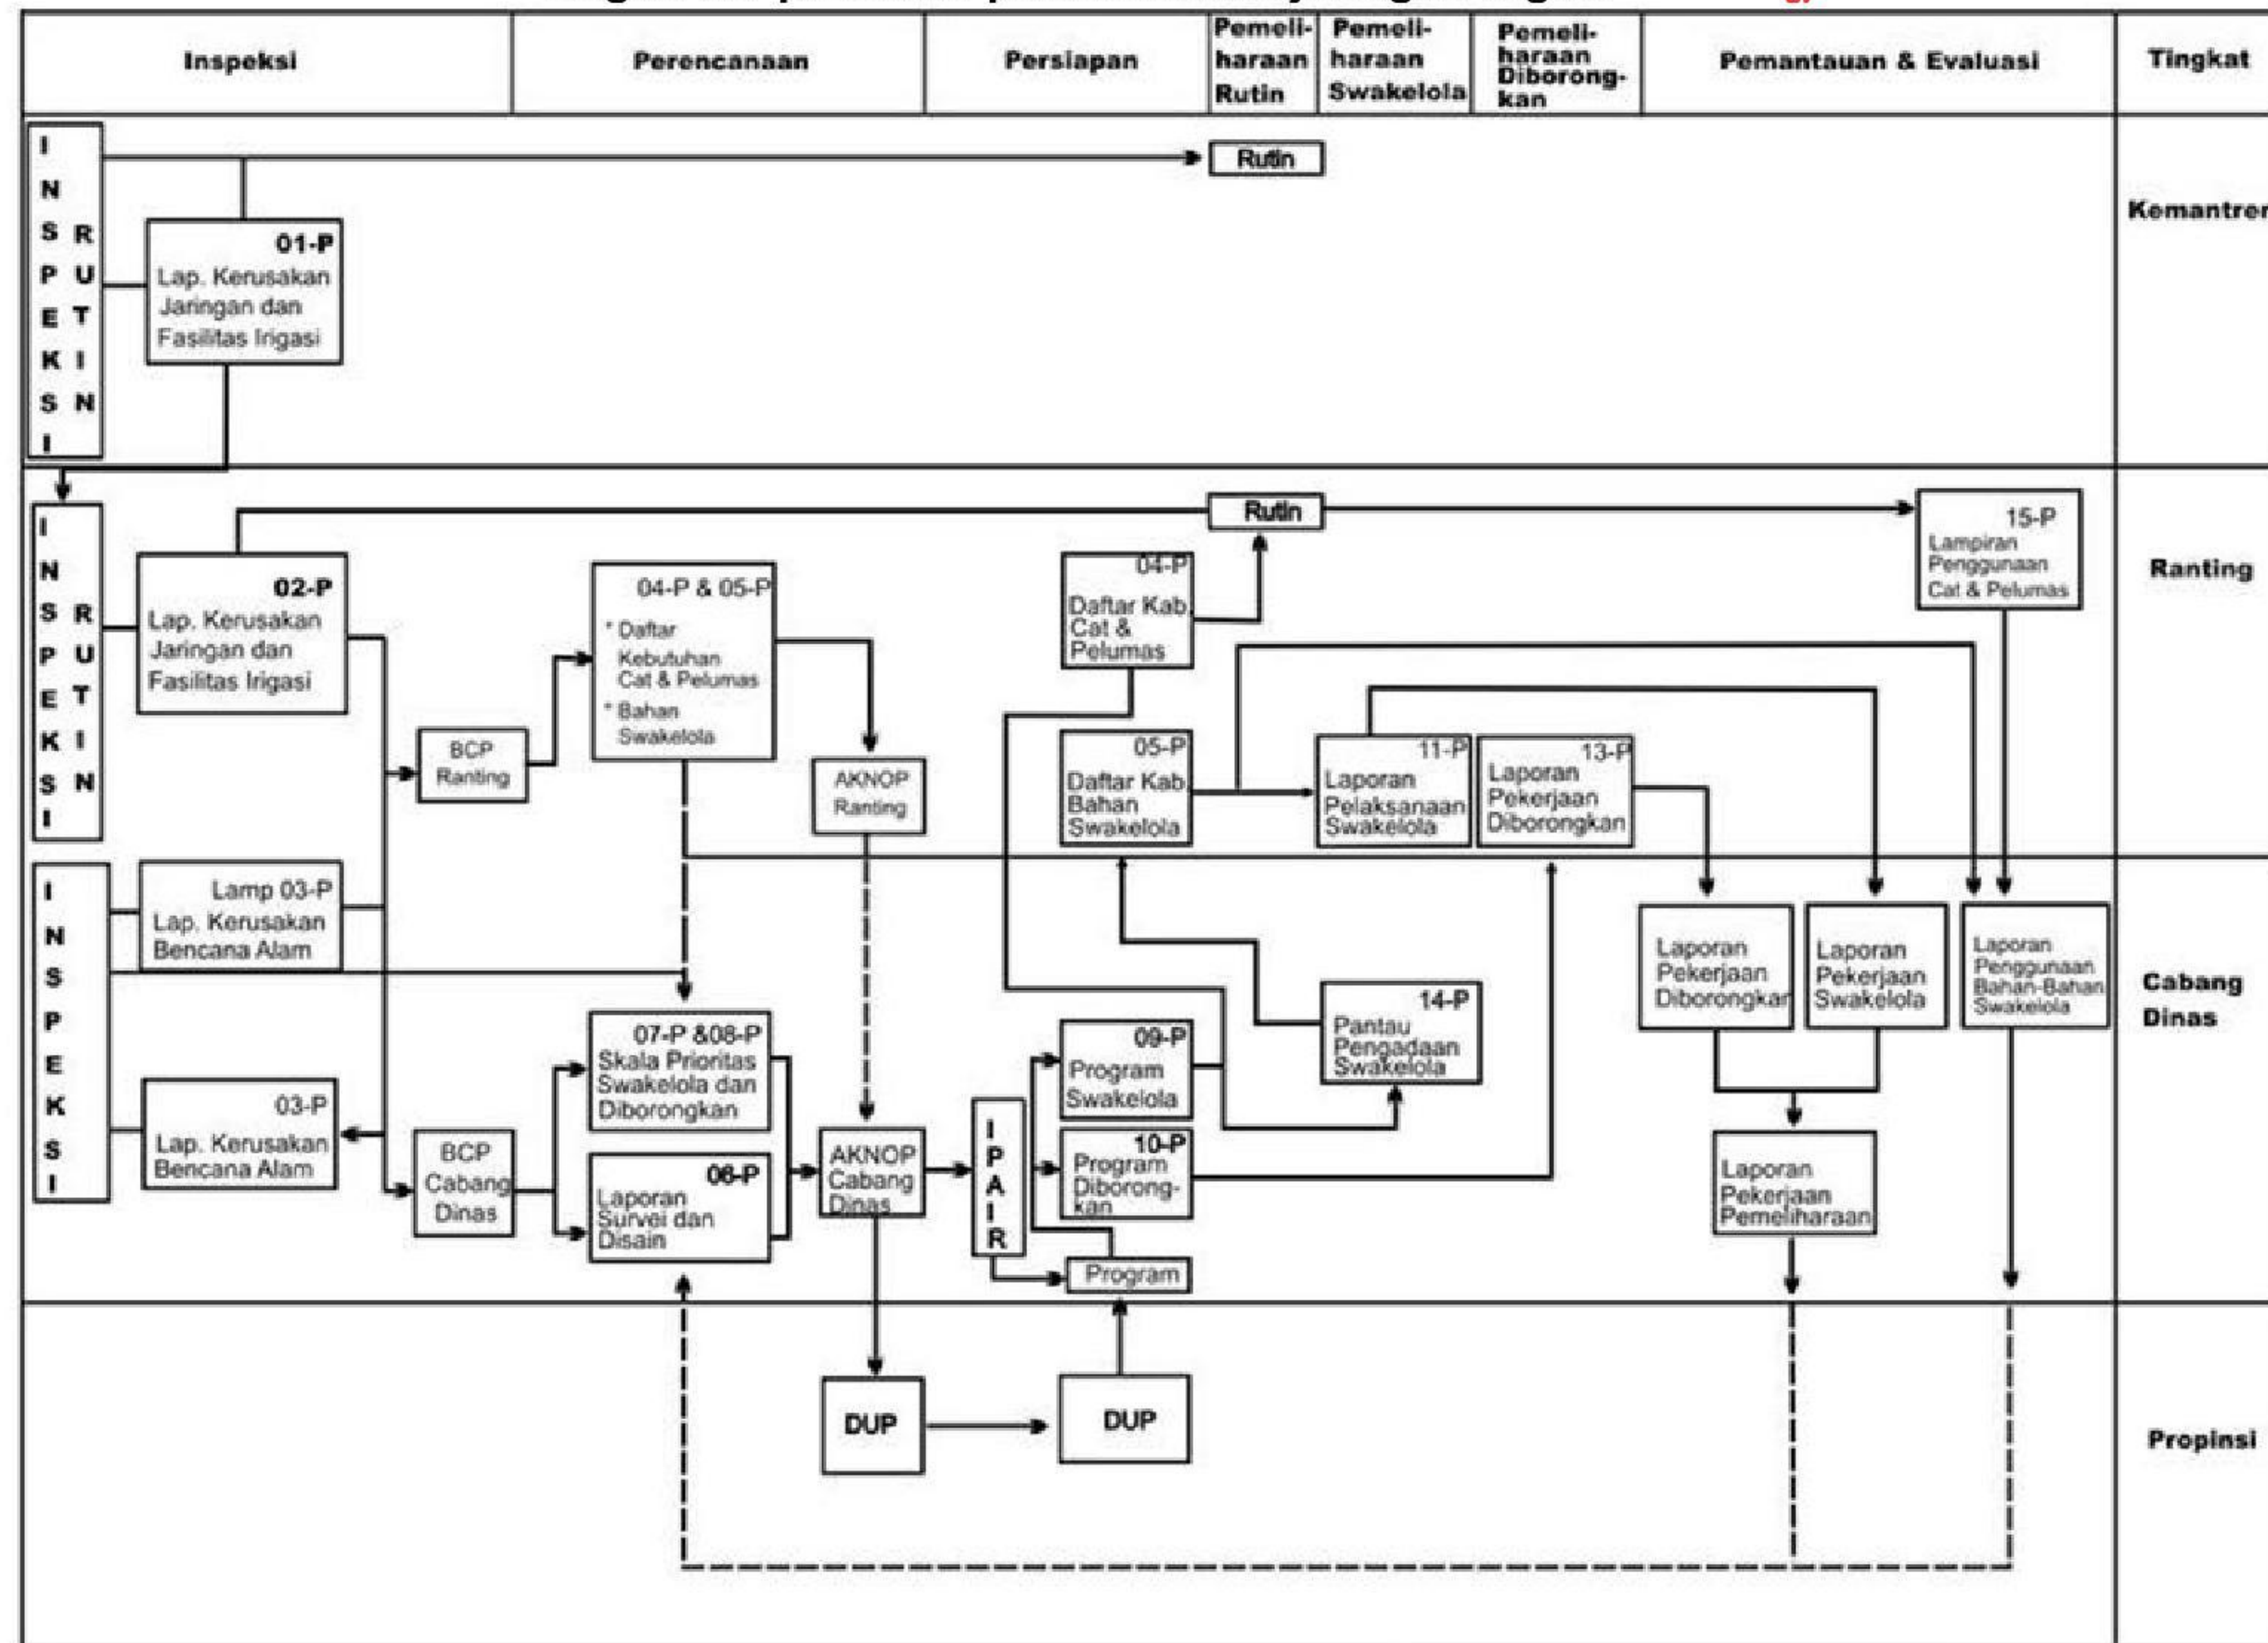 Inspeksi
Perencanaan
Persiapan
Pemeli-
haraan
Rutin
Pemeli-
haraan
Swakelola
Pemeli-
haraan
Diborong-
kan
Pemantauan & Evaluasi
Tingkat
INSPEKSI
RUTIN
Rutin
01-P
Lap. Kerusakan
Jaringan dan
Fasilitas Irigasi
Kemantren
INSPEKSI
RUTIN
02-P
Lap. Kerusakan
Jaringan dan
Fasilitas Irigasi
BCP
Ranting
04-P & 05-P
* Daftar
Kebutuhan
Cat & Pelumas
* Bahan
Swakelola
AKNOP
Ranting
04-P
Daftar Kab.
Cat &
Pelumas
05-P
Daftar Kab.
Bahan
Swakelola
Rutin
11-P
Laporan
Pelaksanaan
Swakelola
13-P
Laporan
Pekerjaan
Diborongkan
15-P
Lampiran
Penggunaan
Cat & Pelumas
Ranting
INSPEKSI
Lamp 03-P
Lap. Kerusakan
Bencana Alam
03-P
Lap. Kerusakan
Bencana Alam
BCP
Cabang
Dinas
07-P &08-P
Skala Prioritas
Swakelola dan
Diborongkan
06-P
Laporan
Survei dan
Disain
AKNOP
Cabang
Dinas
IPAIR
09-P
Program
Swakelola
10-P
Program
Diborong-
kan
Program
14-P
Pantau
Pengadaan
Swakelola
Laporan
Pekerjaan
Diborongkan
Laporan
Pekerjaan
Swakelola
Laporan
Penggunaan
Bahan-Bahan
Swakelola
Laporan
Pekerjaan
Pemeliharaan
Cabang
Dinas
DUP
DUP
Propinsi